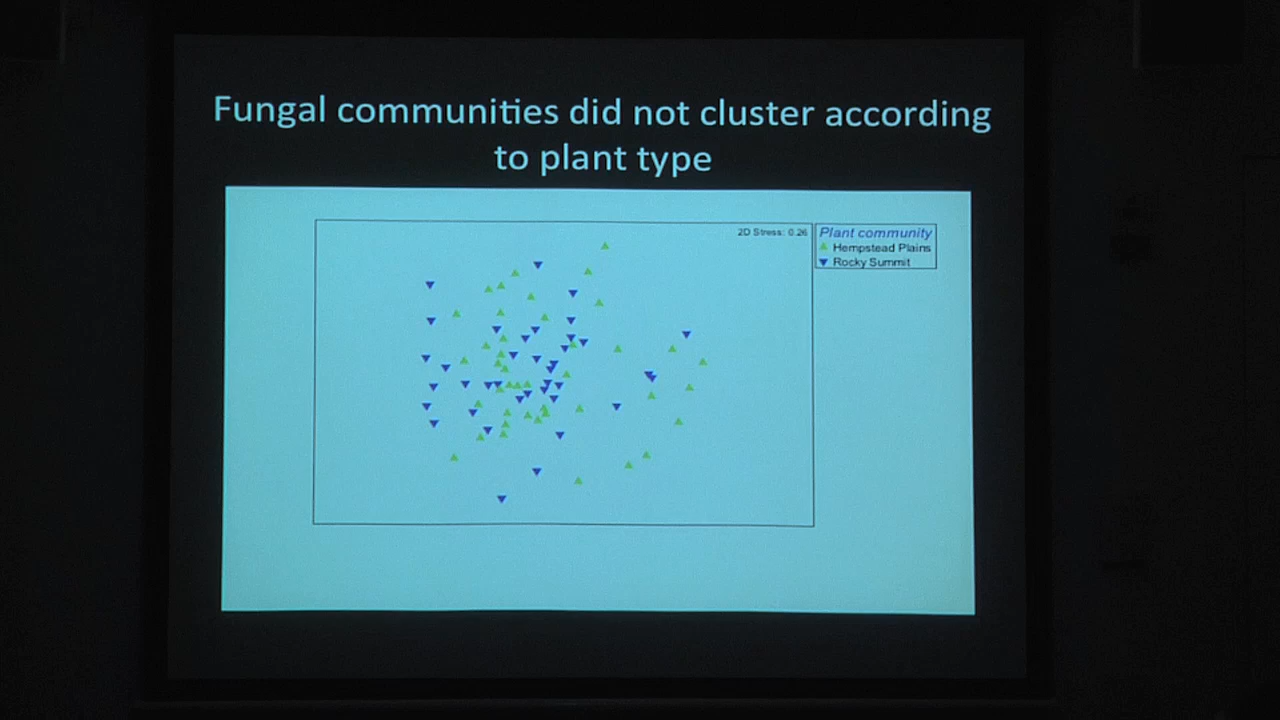 Fungal communities did not cluster according
to plant type
2D Stress: 0.26
Plant community
Hempstead Plains
Rocky Summit